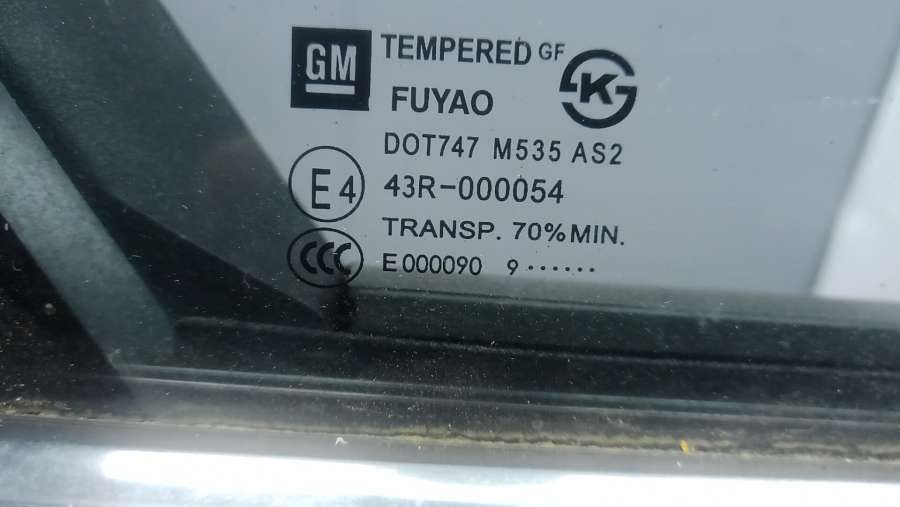 GM TEMPERED GF
FUYAO K
DOT747 M535 AS2
E4 43R-000054
TRANSP. 70%MIN.
CCC E000090 9......